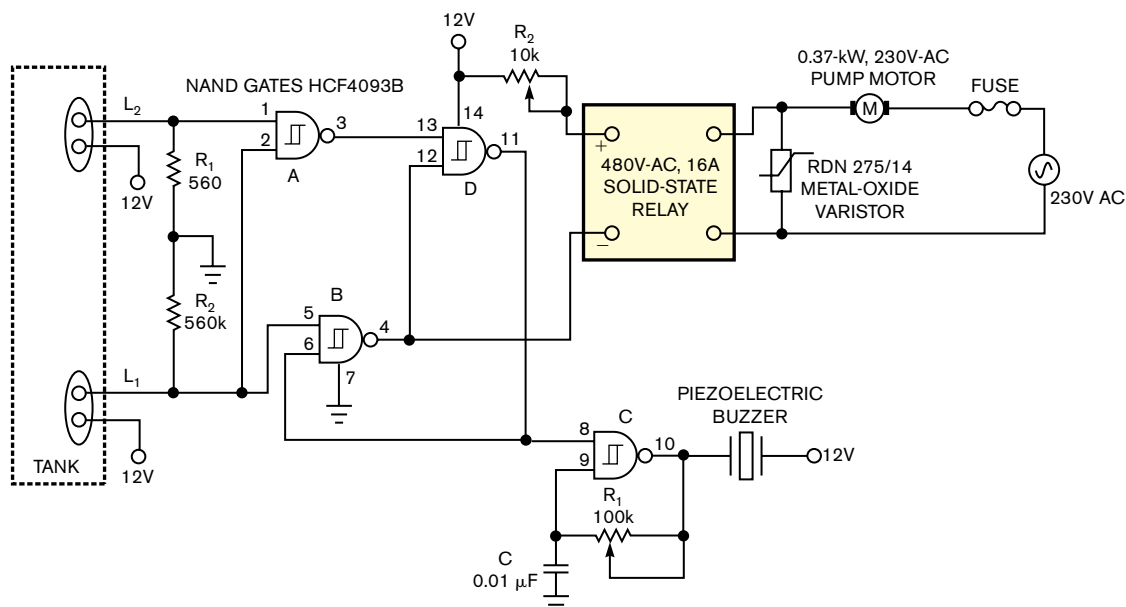 12V
R2
10k
NAND GATES HCF4093B
0.37-kW, 230V-AC
PUMP MOTOR
FUSE
L2
1
2
3
A
13
14
12
11
D
R1
560
12V
+
480V-AC, 16A
SOLID-STATE
RELAY
–
M
RDN 275/14
METAL-OXIDE
VARISTOR
230V AC
R2
560k
B
5
6
4
7
L1
12V
TANK
PIEZOELECTRIC
BUZZER
C
8
9
10
12V
R1
100k
C
0.01 µF